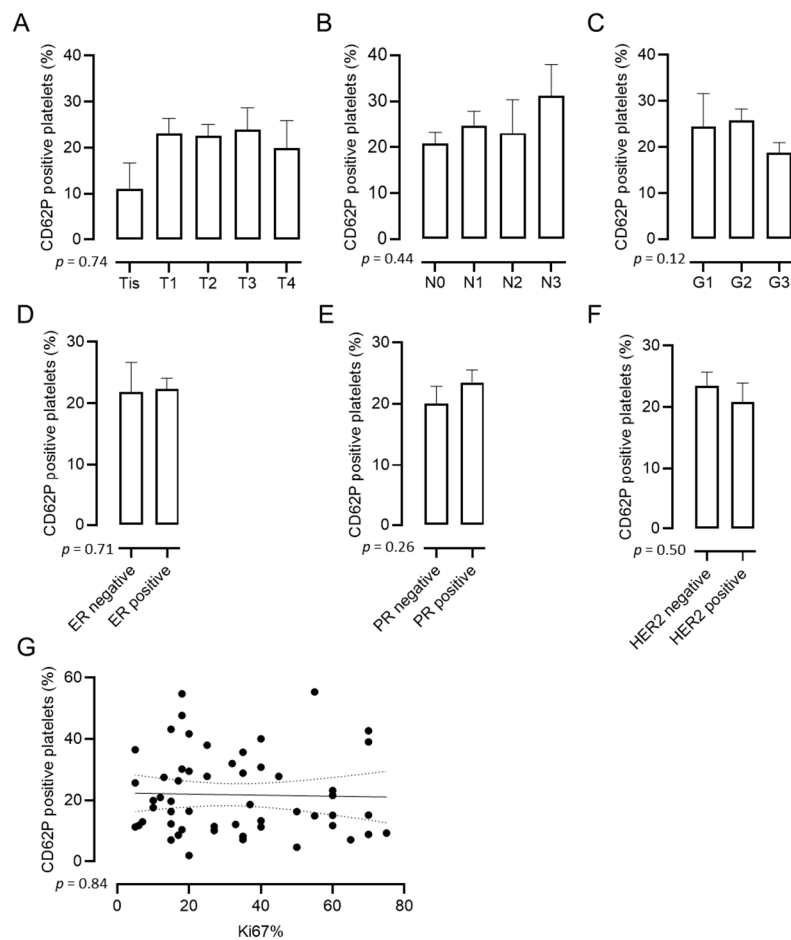 A
CD62P positive platelets (%)
40
30
20
10
0
p = 0.74
Tis T1 T2 T3 T4
B
CD62P positive platelets (%)
40
30
20
10
0
p = 0.44
N0 N1 N2 N3
C
CD62P positive platelets (%)
40
30
20
10
0
p = 0.12
G1 G2 G3
D
CD62P positive platelets (%)
30
20
10
0
p = 0.71
ER negative
ER positive
E
CD62P positive platelets (%)
30
20
10
0
p = 0.26
PR negative
PR positive
F
CD62P positive platelets (%)
30
20
10
0
p = 0.50
HER2 negative
HER2 positive
G
CD62P positive platelets (%)
60
40
20
0
p = 0.84
0 20 40 60 80
Ki67%